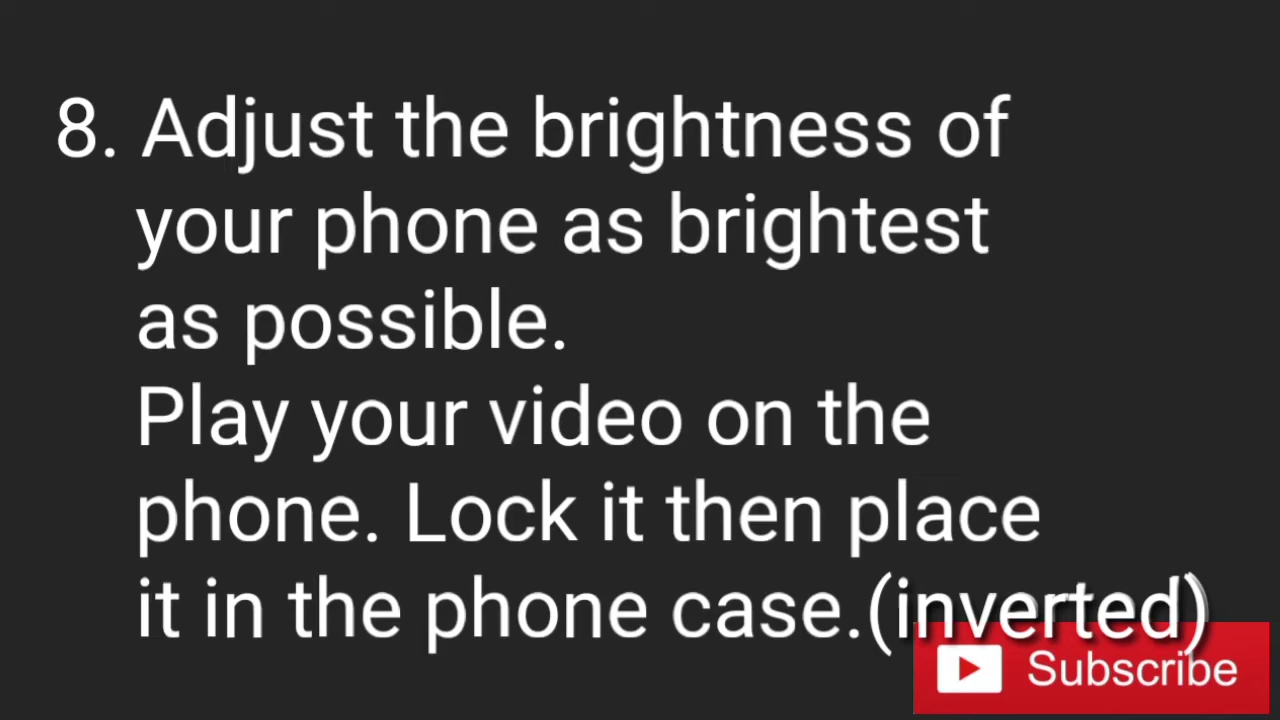 8. Adjust the brightness of
your phone as brightest
as possible.
Play your video on the
phone. Lock it then place
it in the phone case.(inverted)
Subscribe